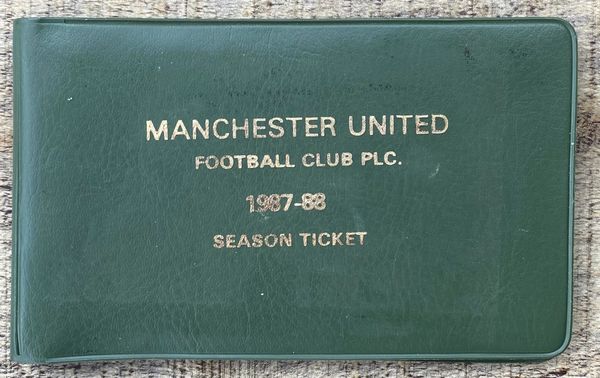 MANCHESTER UNITED
FOOTBALL CLUB PLC.
1987-88
SEASON TICKET